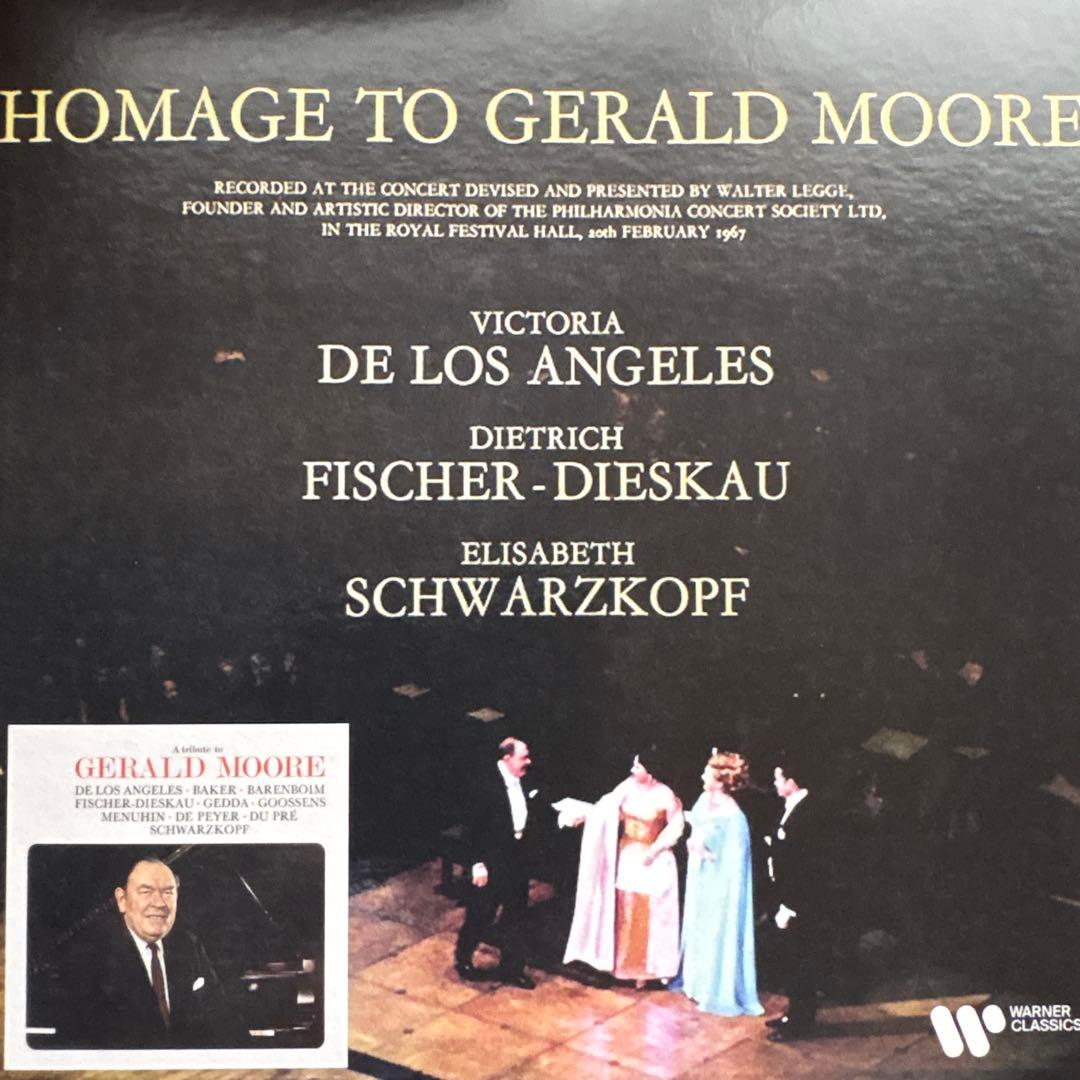 HOMAGE TO GERALD MOORE
RECORDED AT THE CONCERT DEVISED AND PRESENTED BY WALTER LEGGE,
FOUNDER AND ARTISTIC DIRECTOR OF THE PHILHARMONIA CONCERT SOCIETY LTD,
IN THE ROYAL FESTIVAL HALL, 20th FEBRUARY 1967
VICTORIA
DE LOS ANGELES
DIETRICH
FISCHER-DIESKAU
ELISABETH
SCHWARZKOPF
A tribute to
GERALD MOORE
DE LOS ANGELES · BAKER · BARENBOIM
FISCHER-DIESKAU · GEDDA · GOOSSENS
MENUHIN · DE PEYER · DU PRÉ
SCHWARZKOPF
WARNER
CLASSICS